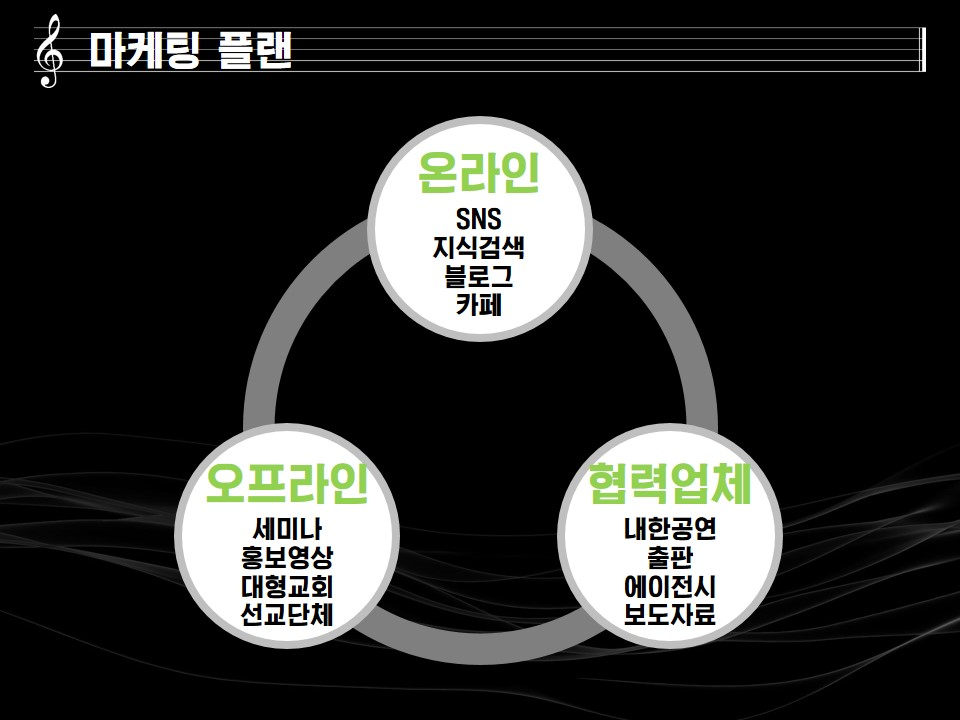 마케팅 플랜
온라인
SNS
지식검색
블로그
카페
오프라인
세미나
홍보영상
대형교회
선교단체
협력업체
내한공연
출판
에이전시
보도자료